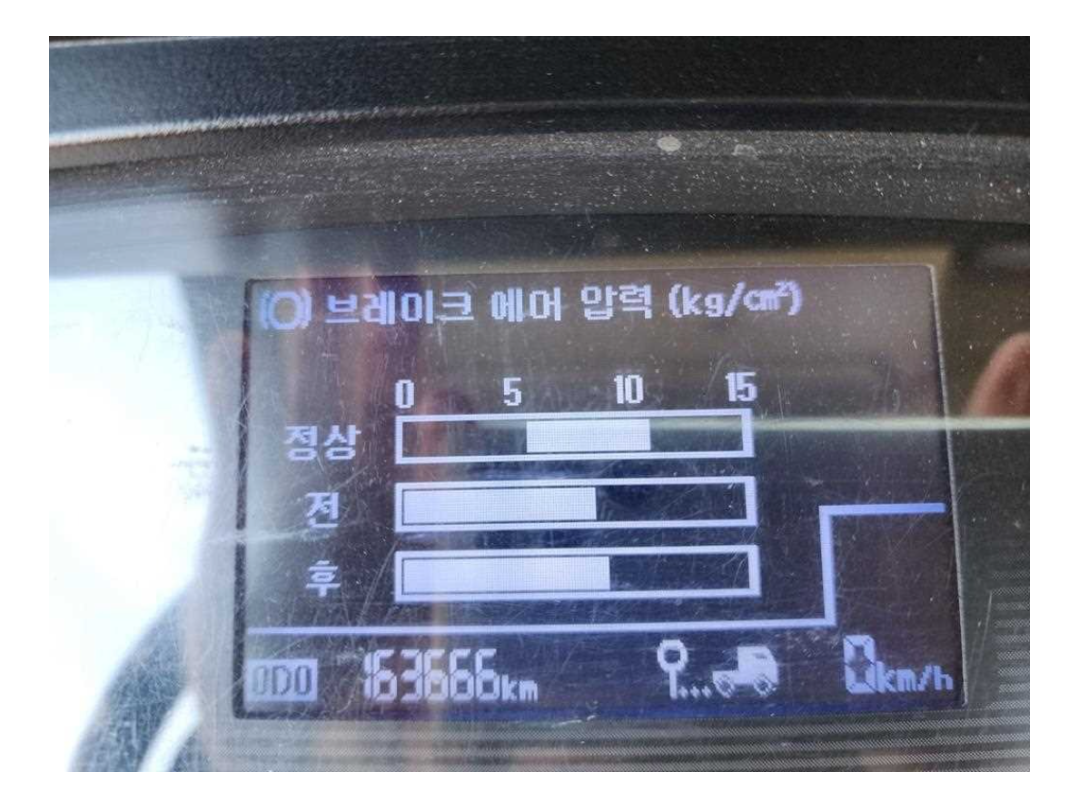 브레이크 에어 압력 (kg/cm²)
0 5 10 15
정상
전
후
ODO 163666km 0km/h